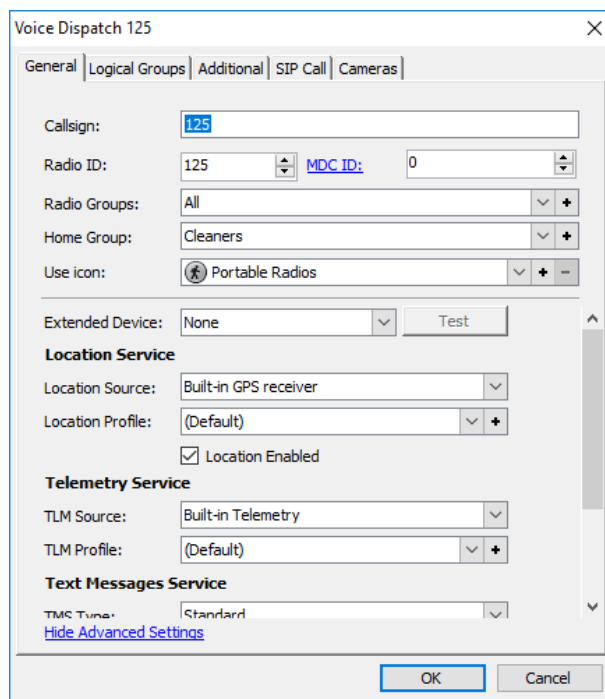 Voice Dispatch 125
General Logical Groups Additional SIP Call Cameras
Callsign: 125
Radio ID: 125 MDC ID: 0
Radio Groups: All
Home Group: Cleaners
Use icon: Portable Radios
Extended Device: None Test
Location Service
Location Source: Built-in GPS receiver
Location Profile: (Default)
Location Enabled
Telemetry Service
TLM Source: Built-in Telemetry
TLM Profile: (Default)
Text Messages Service
TMS Type: Standard
Hide Advanced Settings
OK Cancel